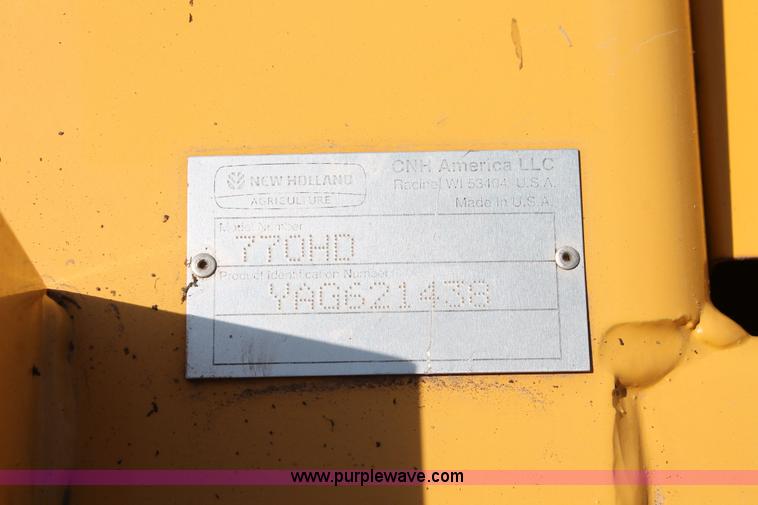 NEW HOLLAND
AGRICULTURE
CNH America LLC
Racine, WI 53404, U.S.A.
Made in U.S.A.
Model Number
770HD
Product Identification Number
YAG621438
www.purplewave.com